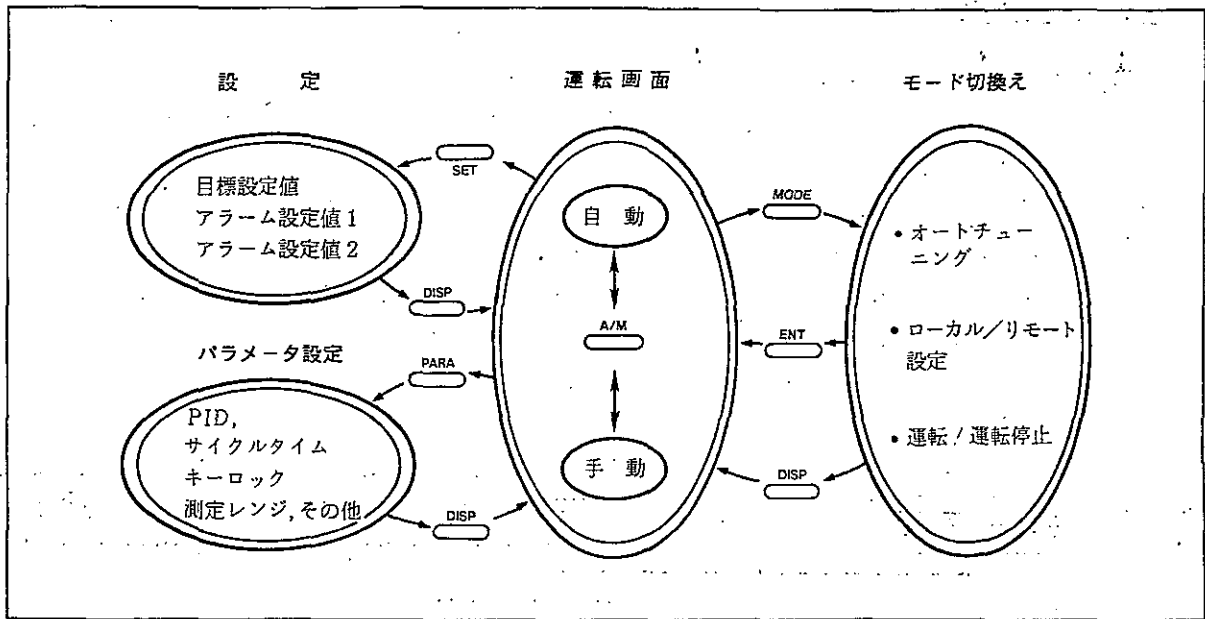 設 定
目標設定値
アラーム設定値1
アラーム設定値2
SET
DISP
パラメータ設定
PID,
サイクルタイム
キーロック
測定レンジ,その他
PARA
DISP
運転画面
自 動
A/M
手 動
モード切換え
MODE
• オートチュー
ニング
ENT
• ローカル/リモート
設定
• 運転/運転停止
DISP